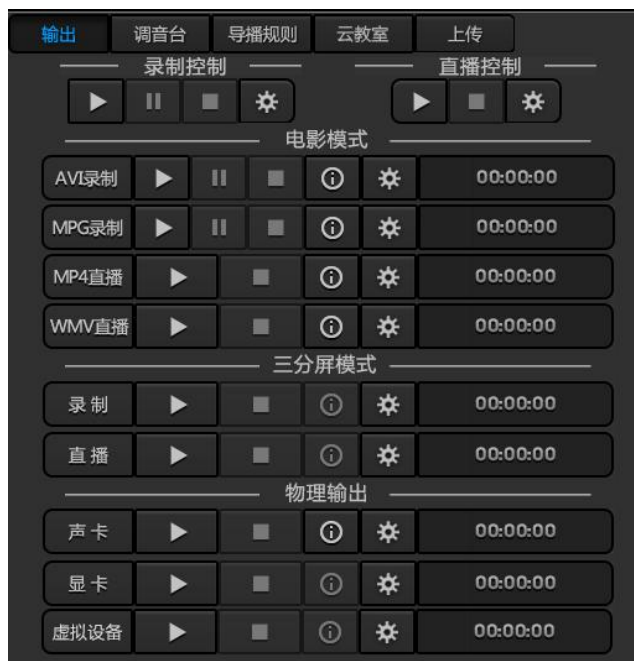 输出 调音台 导播规则 云教室 上传
录制控制 直播控制
电影模式
AVI录制 00:00:00
MPG录制 00:00:00
MP4直播 00:00:00
WMV直播 00:00:00
三分屏模式
录制 00:00:00
直播 00:00:00
物理输出
声卡 00:00:00
显卡 00:00:00
虚拟设备 00:00:00